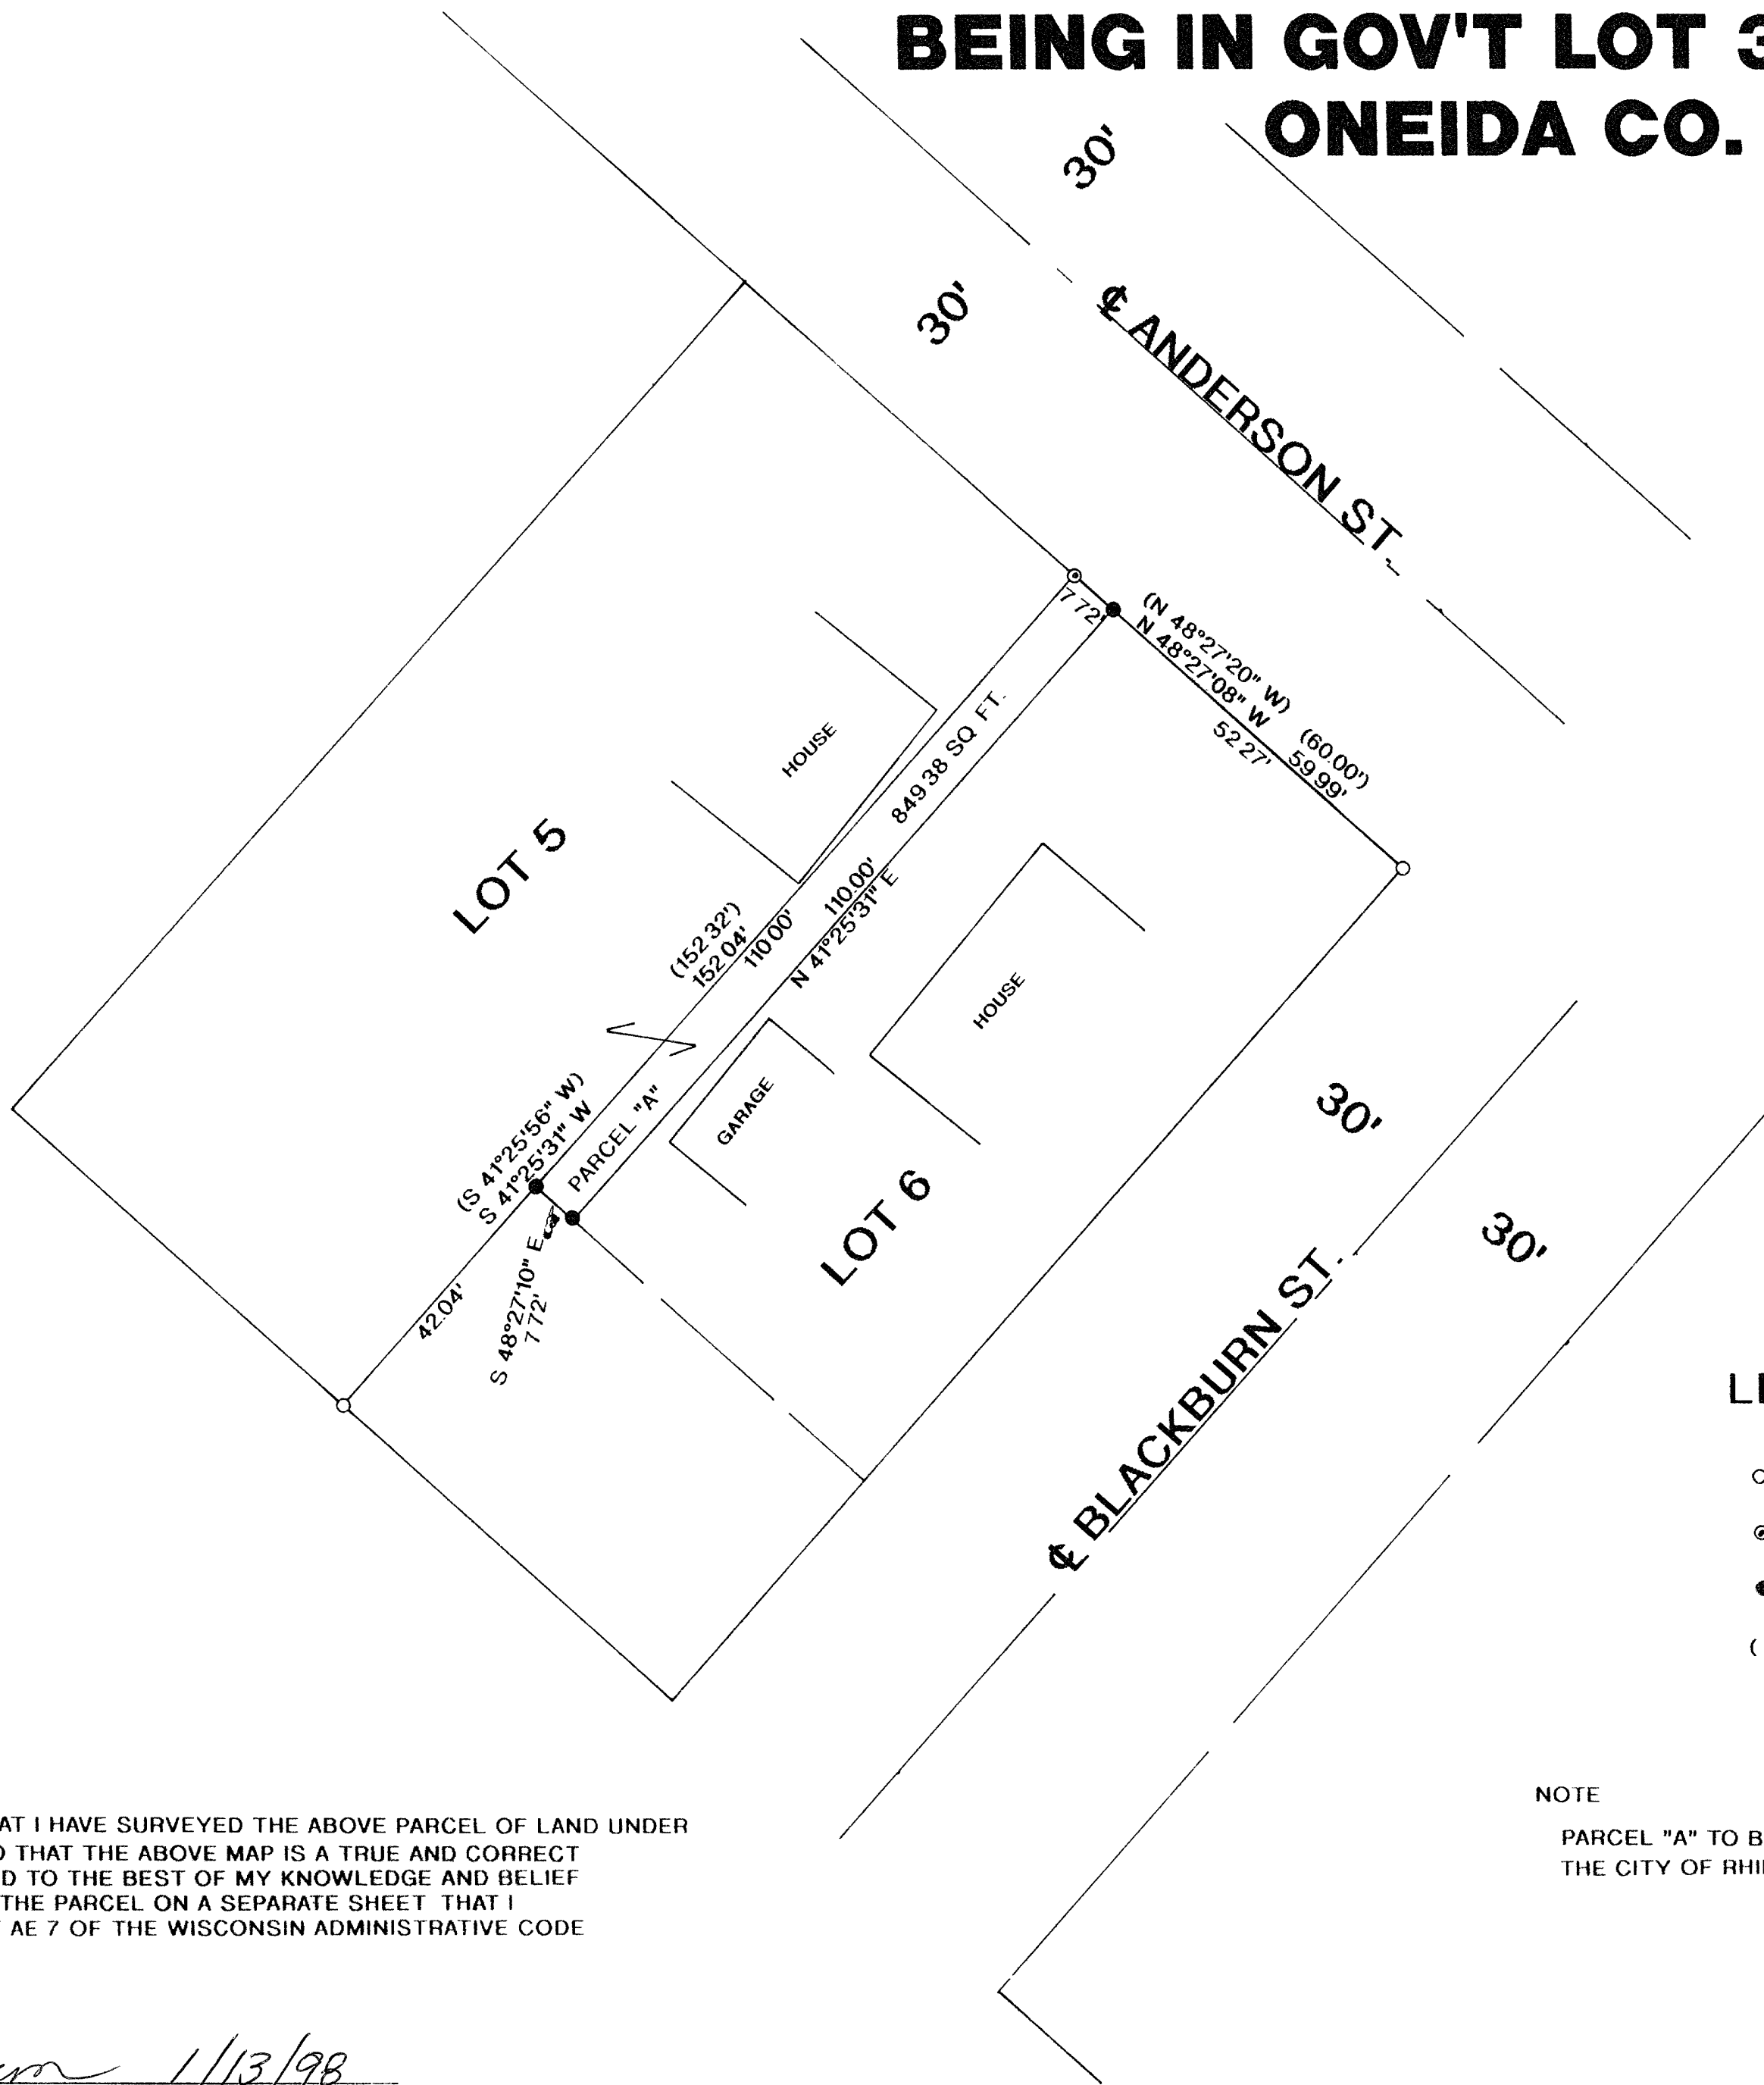 BEING IN GOV'T LOT 3
ONEIDA CO.
30'
30'
℄ ANDERSON ST.
7 72'
(N 48°27'20" W)
N 48°27'08" W
(60.00')
59.99'
52 27'
HOUSE
849 38 SQ FT.
LOT 5
(152 32')
152 04'
110 00'
110.00'
N 41°25'31" E
HOUSE
GARAGE
PARCEL "A"
(S 41°25'56" W)
S 41°25'31" W
LOT 6
30'
30'
S 48°27'10" E
7 72'
42.04'
℄ BLACKBURN ST.
(
NOTE
PARCEL "A" TO B
THE CITY OF RHI
AT I HAVE SURVEYED THE ABOVE PARCEL OF LAND UNDER
THAT THE ABOVE MAP IS A TRUE AND CORRECT
D TO THE BEST OF MY KNOWLEDGE AND BELIEF
THE PARCEL ON A SEPARATE SHEET THAT I
AE 7 OF THE WISCONSIN ADMINISTRATIVE CODE
1/13/98